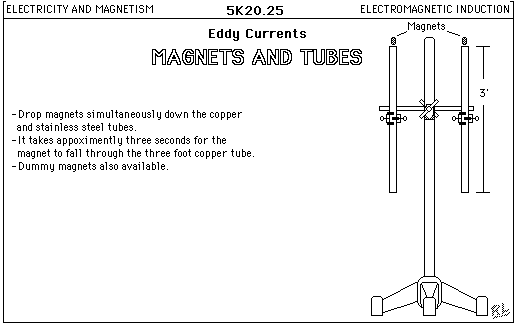 ELECTRICITY AND MAGNETISM
5K20.25
ELECTROMAGNETIC INDUCTION
Eddy Currents
MAGNETS AND TUBES
Magnets
3'
- Drop magnets simultaneously down the copper
and stainless steel tubes.
- It takes appoximently three seconds for the
magnet to fall through the three foot copper tube.
- Dummy magnets also available.